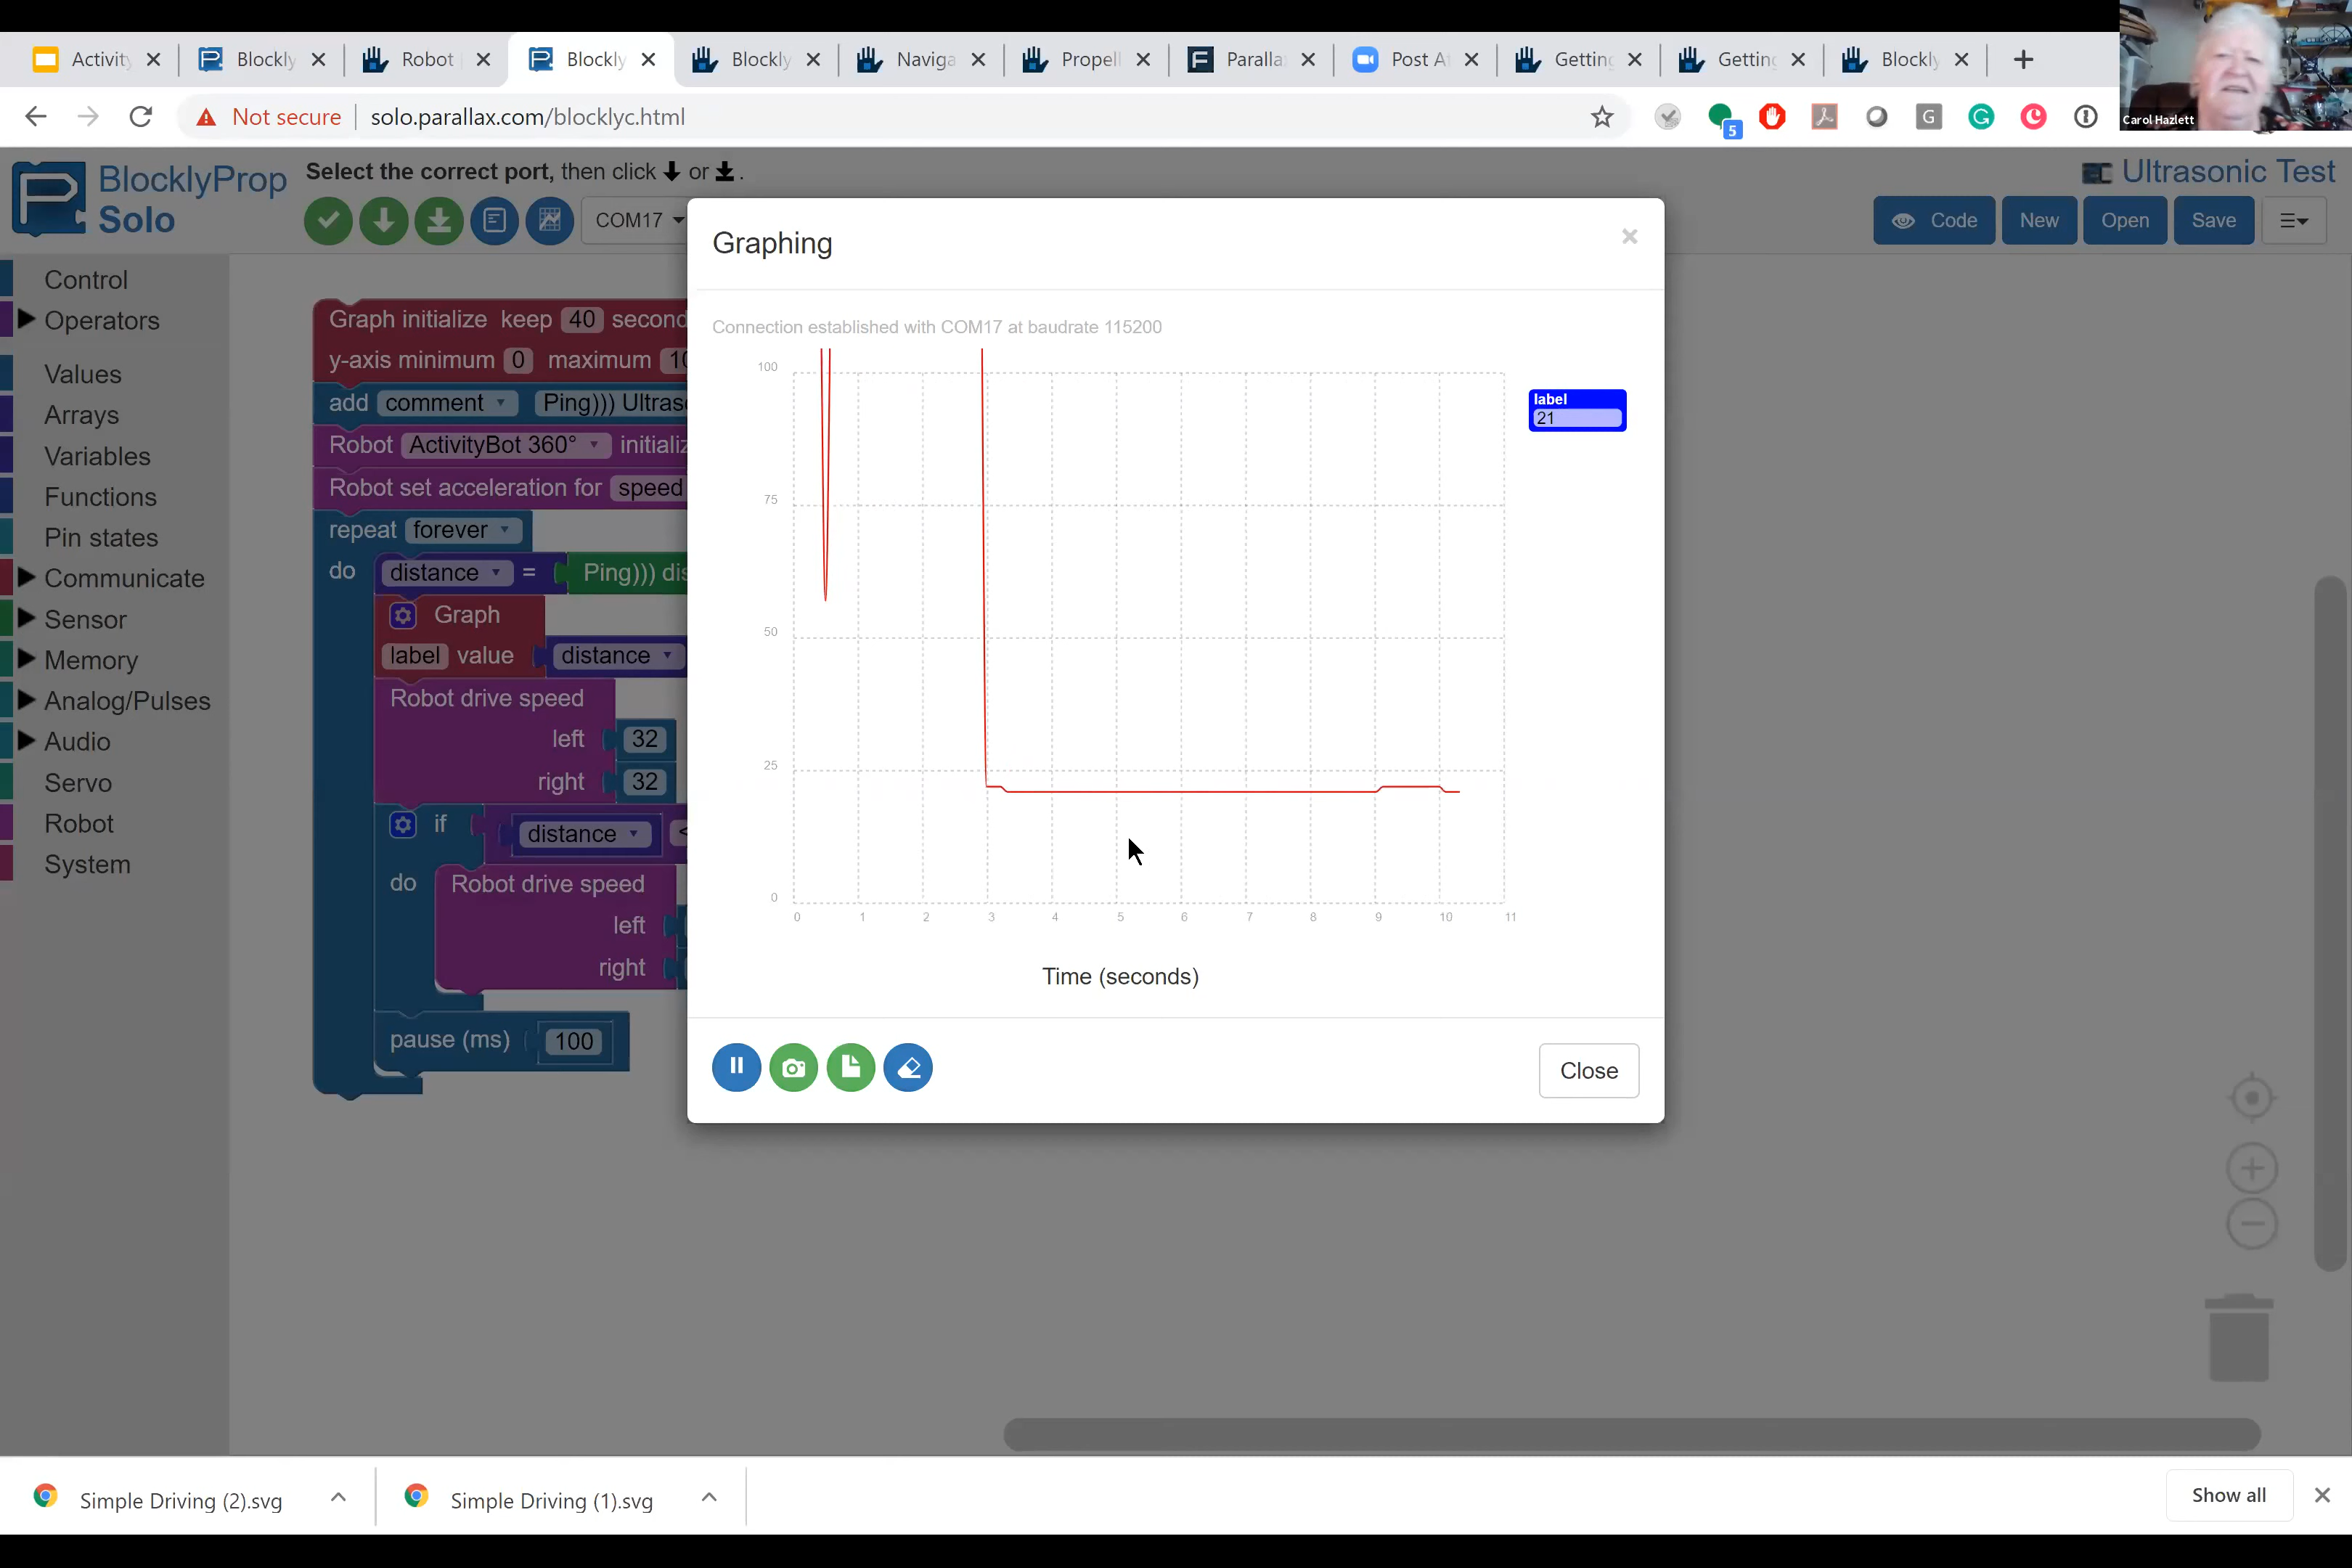 Activity
Blockly
Robot
Blockly
Blockly
Naviga
Propell
Paralla
Post A
Getting
Getting
Blockly
Not secure
solo.parallax.com/blocklyc.html
5
G
Carol Hazlett
BlocklyProp
Solo
Select the correct port, then click or .
COM17
Ultrasonic Test
Code
New
Open
Save
Control
Operators
Values
Arrays
Variables
Functions
Pin states
Communicate
Sensor
Memory
Analog/Pulses
Audio
Servo
Robot
System
Graph initialize keep 40 second
y-axis minimum 0 maximum 10
add comment Ping))) Ultras
Robot ActivityBot 360° initializ
Robot set acceleration for speed
repeat forever
do distance = Ping))) dis
Graph
label value distance
Robot drive speed
left 32
right 32
if distance <
do Robot drive speed
left
right
pause (ms) 100
Graphing
×
Connection established with COM17 at baudrate 115200
100
75
50
25
0
0 1 2 3 4 5 6 7 8 9 10 11
label
21
Time (seconds)
Close
Simple Driving (2).svg
Simple Driving (1).svg
Show all